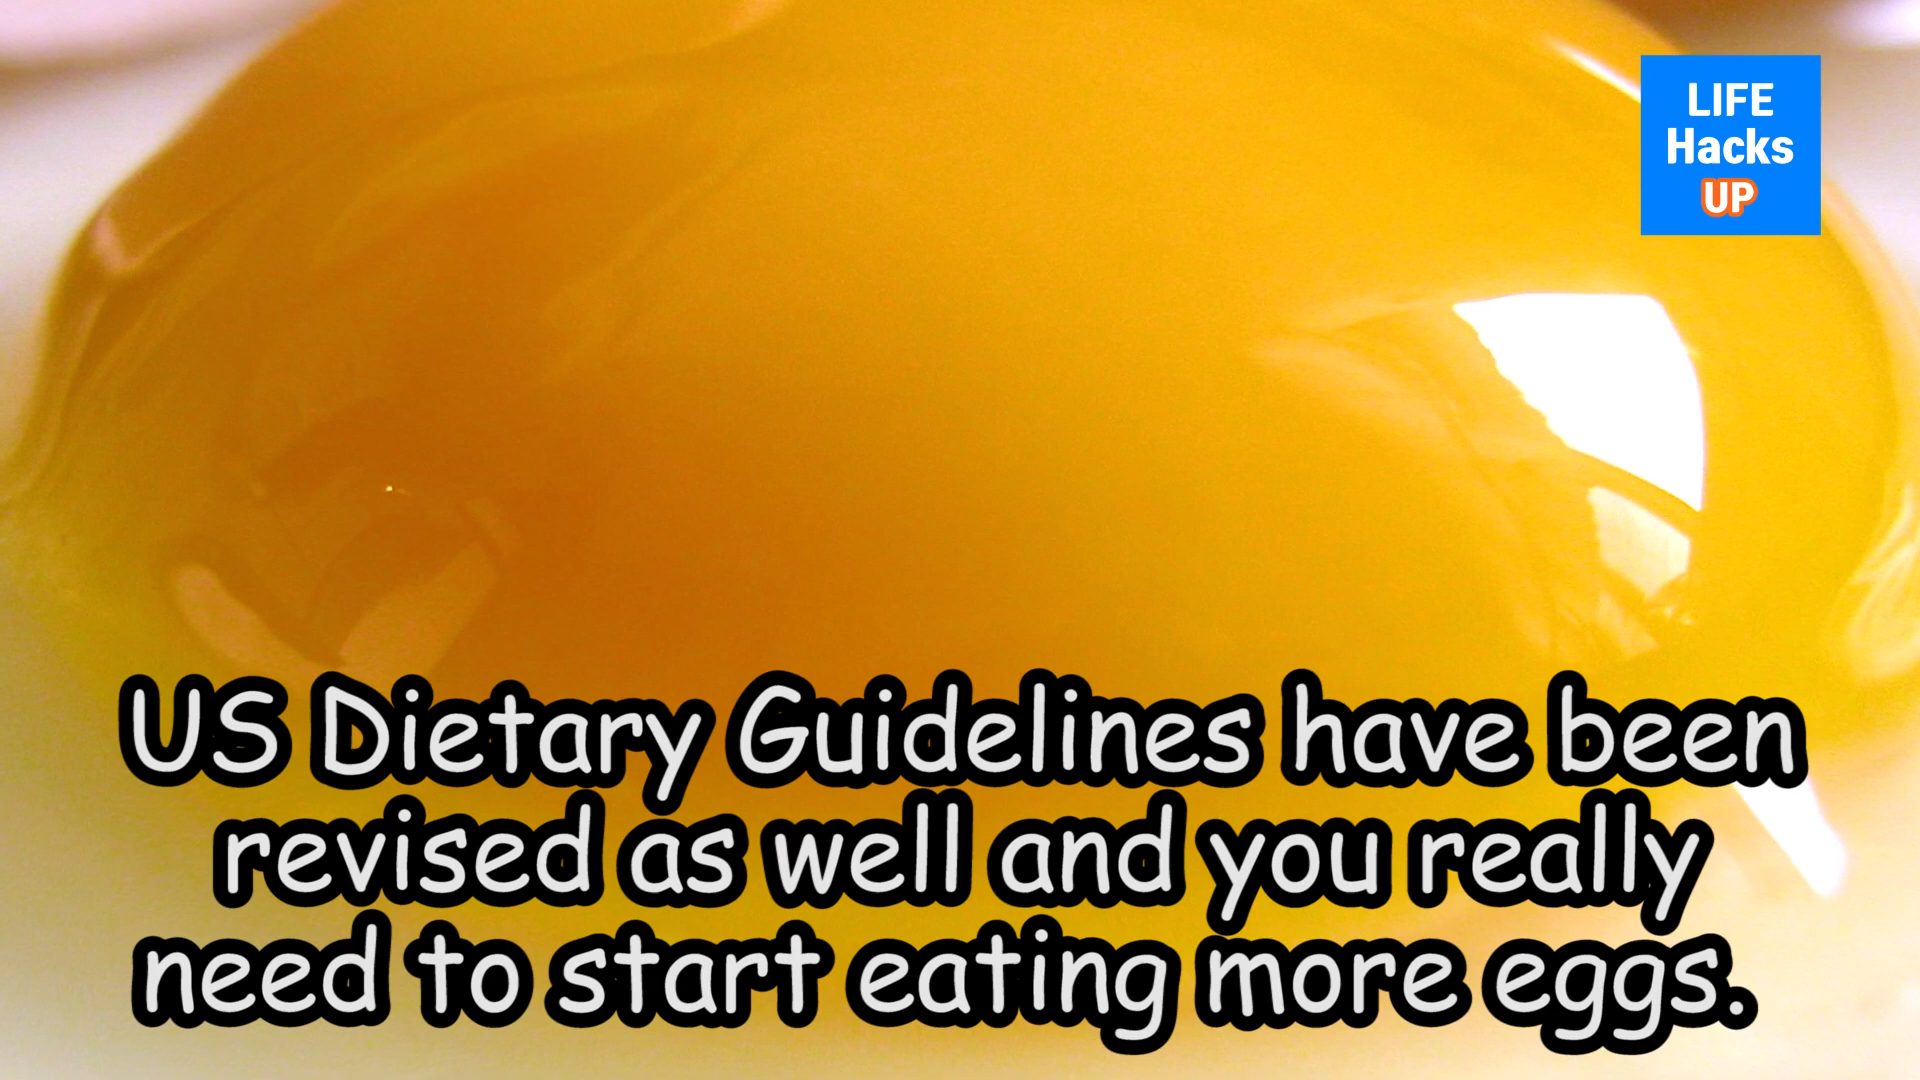 LIFE
Hacks
UP
US Dietary Guidelines have been
revised as well and you really
need to start eating more eggs.